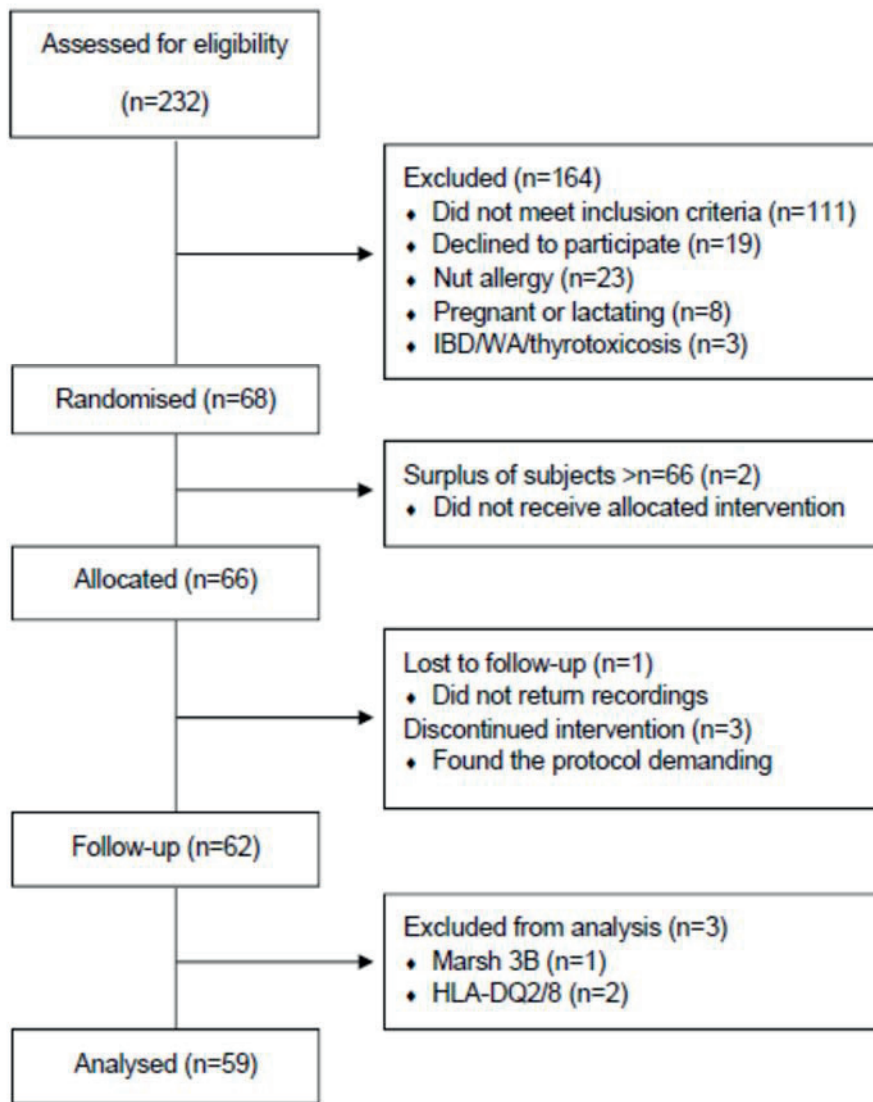 Assessed for eligibility
(n=232)
Excluded (n=164)
♦ Did not meet inclusion criteria (n=111)
♦ Declined to participate (n=19)
♦ Nut allergy (n=23)
♦ Pregnant or lactating (n=8)
♦ IBD/WA/thyrotoxicosis (n=3)
Randomised (n=68)
Surplus of subjects >n=66 (n=2)
♦ Did not receive allocated intervention
Allocated (n=66)
Lost to follow-up (n=1)
♦ Did not return recordings
Discontinued intervention (n=3)
♦ Found the protocol demanding
Follow-up (n=62)
Excluded from analysis (n=3)
♦ Marsh 3B (n=1)
♦ HLA-DQ2/8 (n=2)
Analysed (n=59)